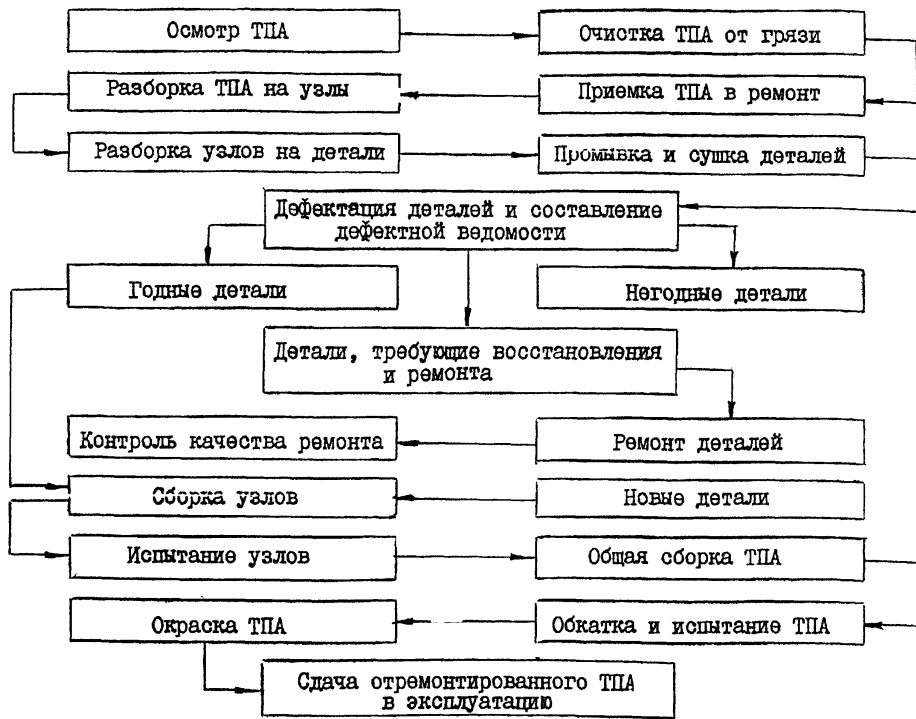 Осмотр ТПА
Очистка ТПА от грязи
Разборка ТПА на узлы
Приемка ТПА в ремонт
Разборка узлов на детали
Промывка и сушка деталей
Дефектация деталей и составление
дефектной ведомости
Годные детали
Негодные детали
Детали, требующие восстановления
и ремонта
Контроль качества ремонта
Ремонт деталей
Сборка узлов
Новые детали
Испытание узлов
Общая сборка ТПА
Окраска ТПА
Обкатка и испытание ТПА
Сдача отремонтированного ТПА
в эксплуатацию